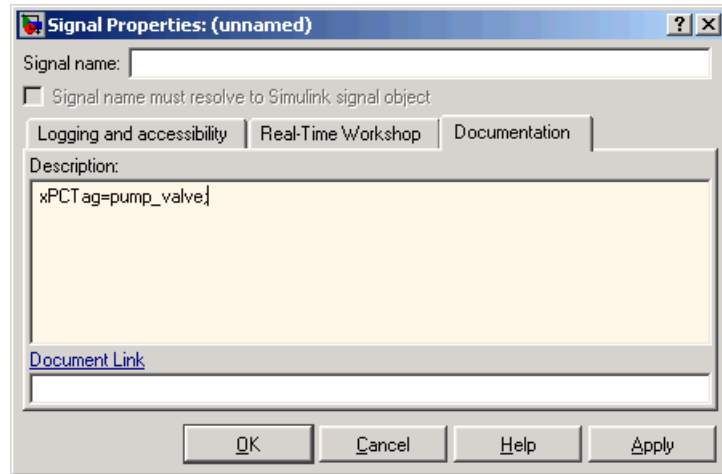 Signal Properties: (unnamed)
Signal name:
Signal name must resolve to Simulink signal object
Logging and accessibility Real-Time Workshop Documentation
Description:
xPCTag=pump_valve;
Document Link
OK Cancel Help Apply